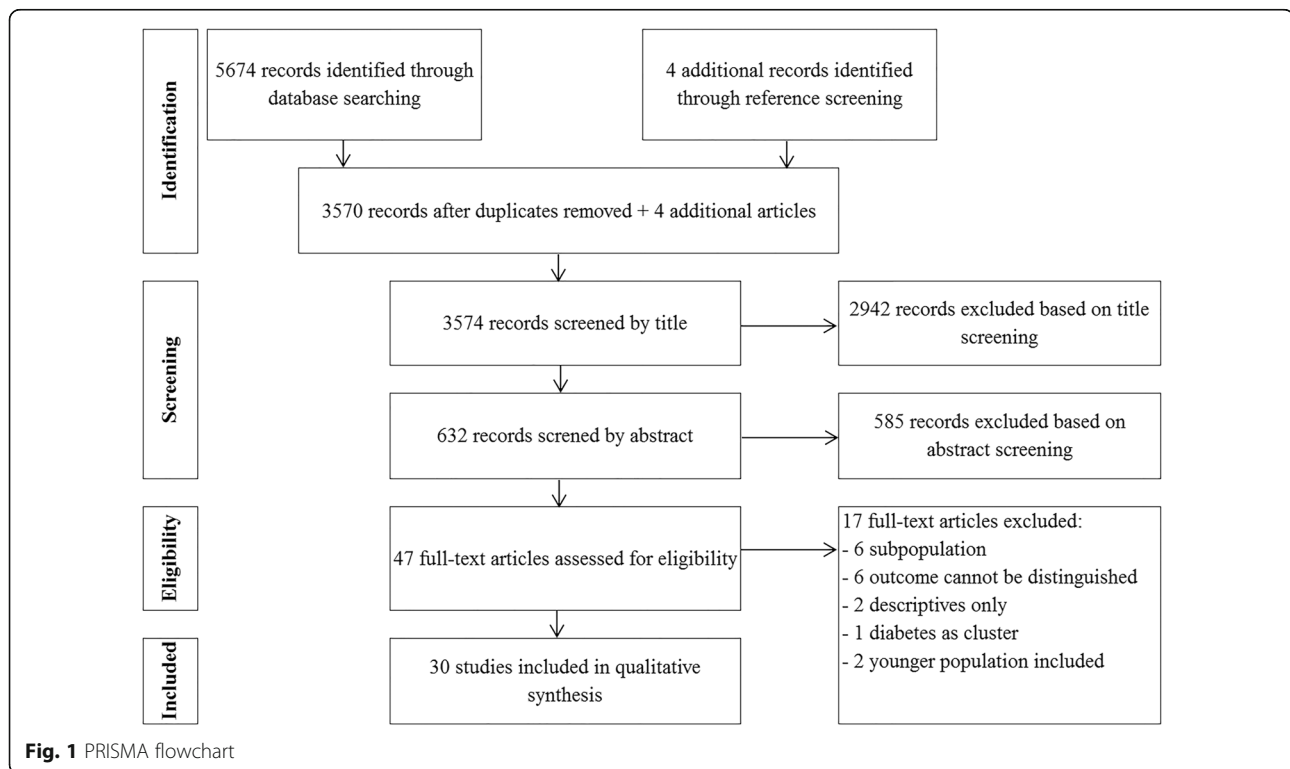 Identification
5674 records identified through
database searching
4 additional records identified
through reference screening
3570 records after duplicates removed + 4 additional articles
Screening
3574 records screened by title
2942 records excluded based on title
screening
632 records screned by abstract
585 records excluded based on
abstract screening
Eligibility
47 full-text articles assessed for eligibility
17 full-text articles excluded:
- 6 subpopulation
- 6 outcome cannot be distinguished
- 2 descriptives only
- 1 diabetes as cluster
- 2 younger population included
Included
30 studies included in qualitative
synthesis
Fig. 1 PRISMA flowchart